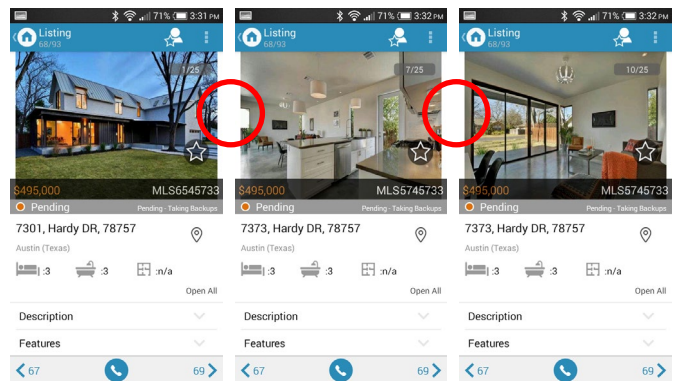 71% 3:31 PM
Listing
68/93
1/25
$495,000 MLS6545733
Pending Pending - Taking Backups
7301, Hardy DR, 78757
Austin (Texas)
:3 :3 :n/a
Open All
Description
Features
67 69
71% 3:32 PM
Listing
68/93
7/25
$495,000 MLS5745733
Pending Pending - Taking Backups
7373, Hardy DR, 78757
Austin (Texas)
:3 :3 :n/a
Open All
Description
Features
67 69
71% 3:32 PM
Listing
68/93
10/25
$495,000 MLS5545733
Pending Pending - Taking Backups
7373, Hardy DR, 78757
Austin (Texas)
:3 :3 :n/a
Open All
Description
Features
67 69